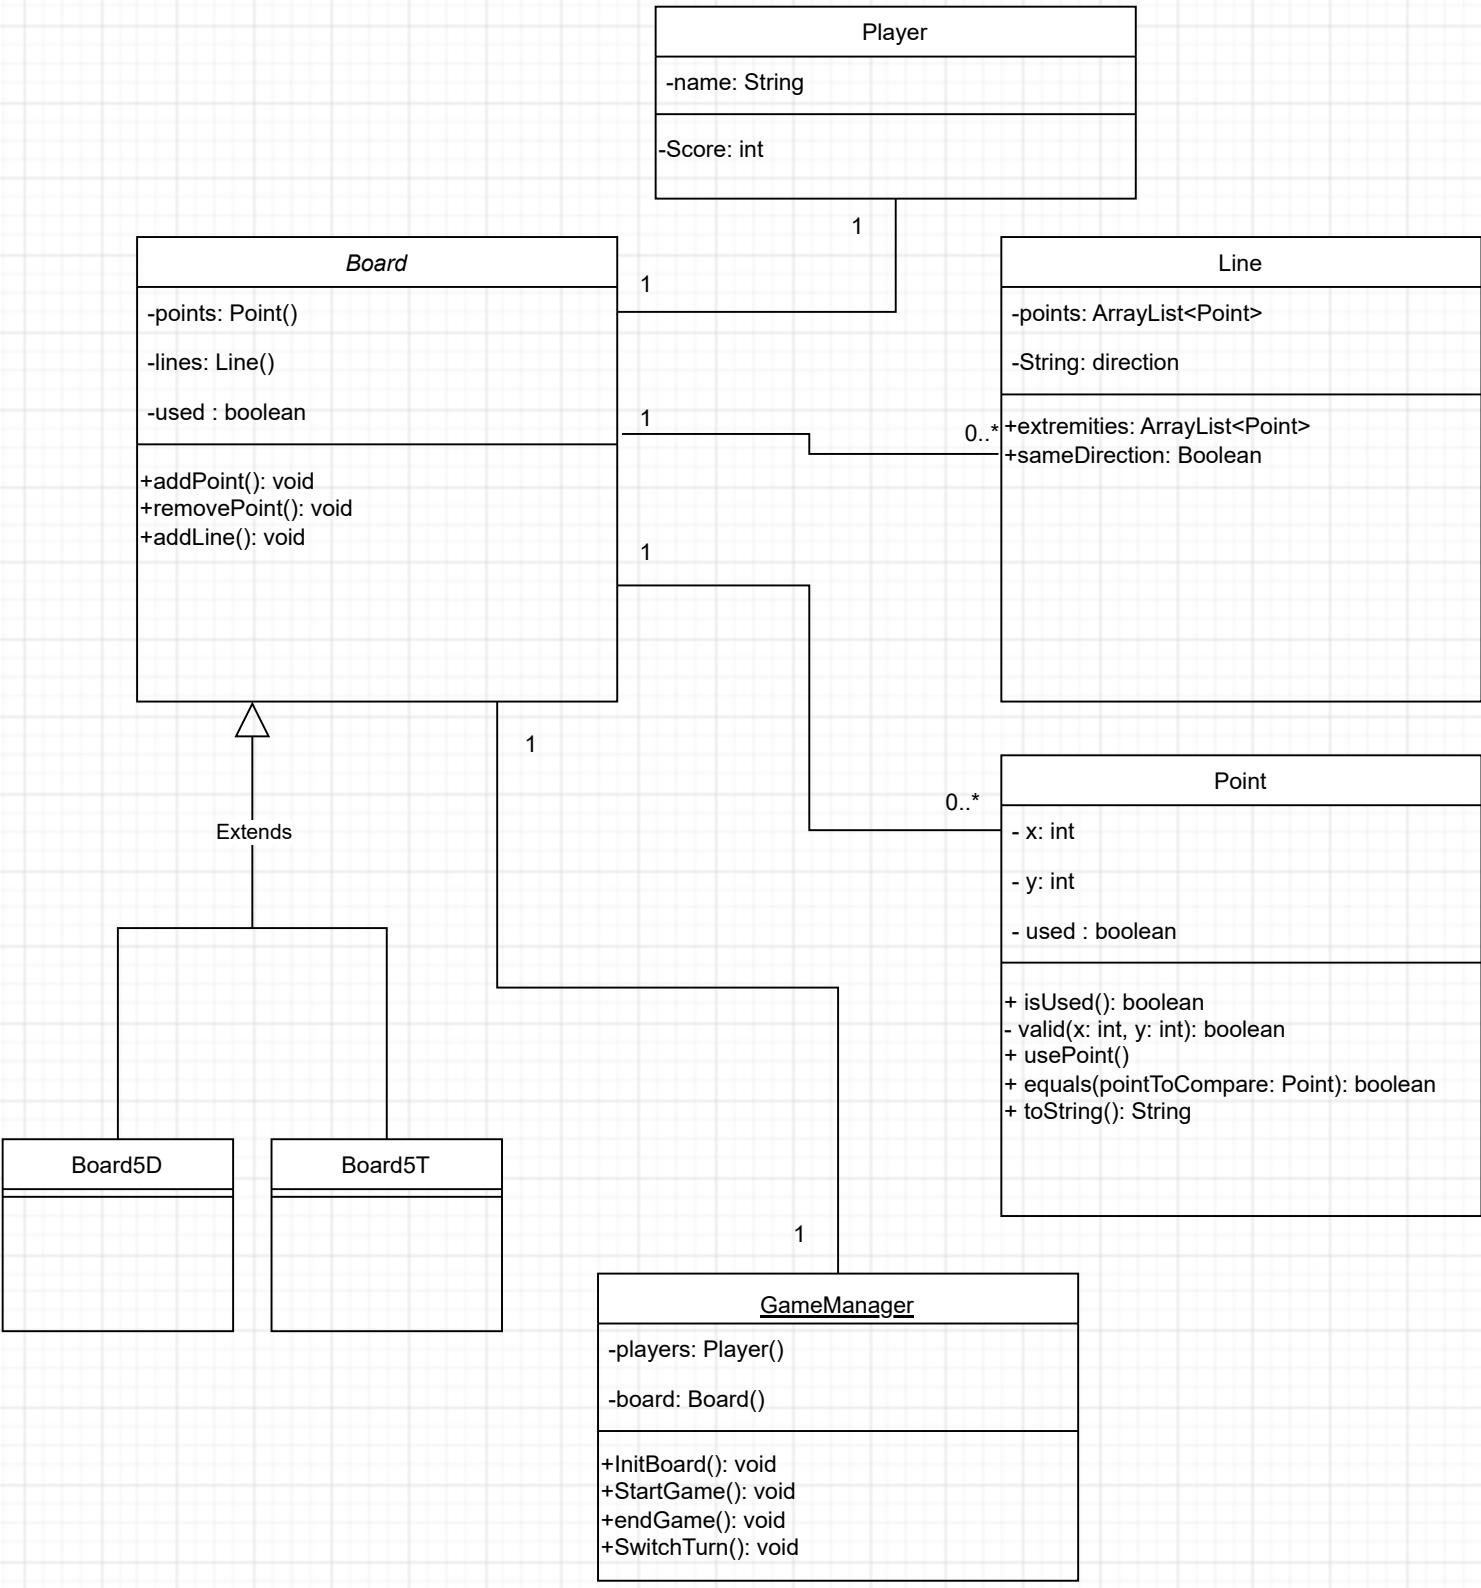 Player
-name: String
-Score: int
1
1
Board
-points: Point()
-lines: Line()
-used : boolean
+addPoint(): void
+removePoint(): void
+addLine(): void
Line
-points: ArrayList<Point>
-String: direction
+extremities: ArrayList<Point>
+sameDirection: Boolean
1
0..*
1
0..*
1
Extends
Point
- x: int
- y: int
- used : boolean
+ isUsed(): boolean
- valid(x: int, y: int): boolean
+ usePoint()
+ equals(pointToCompare: Point): boolean
+ toString(): String
Board5D
Board5T
1
GameManager
-players: Player()
-board: Board()
+InitBoard(): void
+StartGame(): void
+endGame(): void
+SwitchTurn(): void